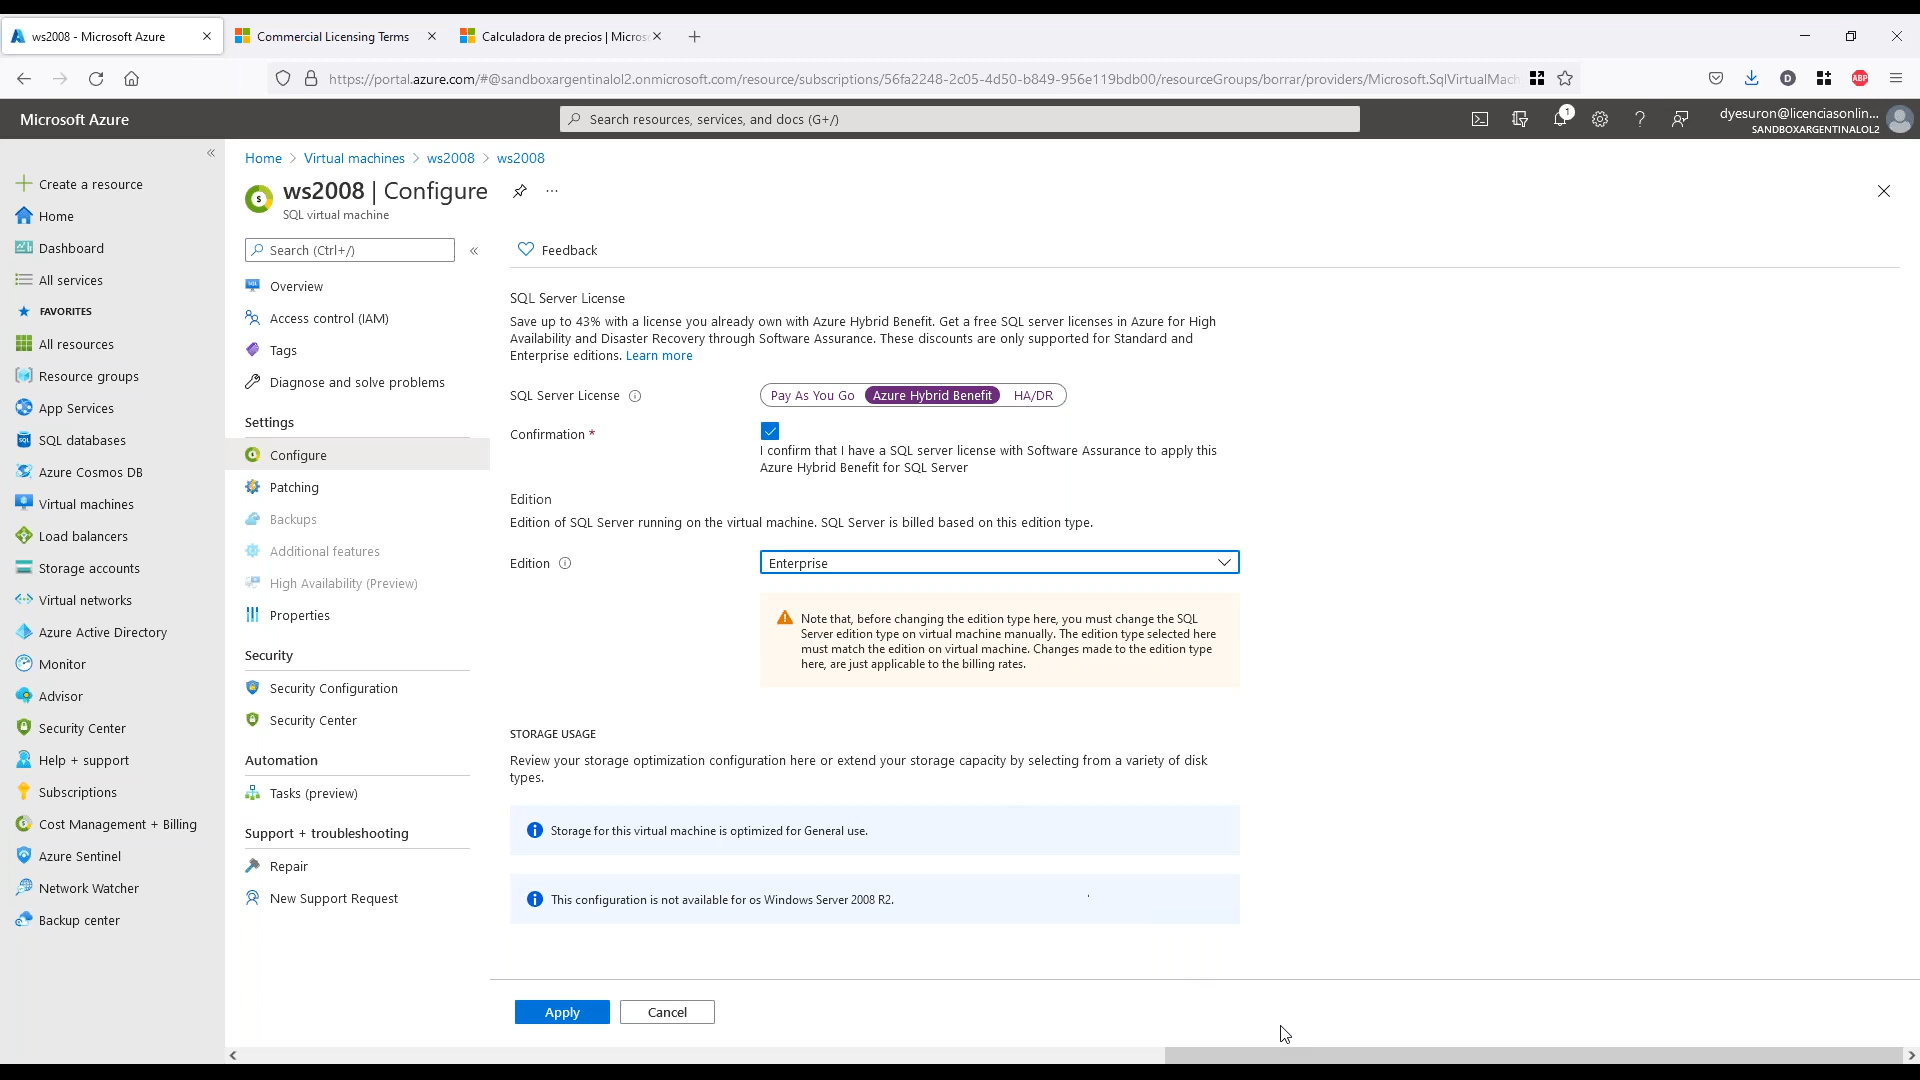 ws2008 - Microsoft Azure
Commercial Licensing Terms
Calculadora de precios | Micros
https://portal.azure.com/#@sandboxargentinalol2.onmicrosoft.com/resource/subscriptions/56fa2248-2c05-4d50-b849-956e119bdb00/resourceGroups/borrar/providers/Microsoft.SqlVirtualMach
D
ABP
Microsoft Azure
Search resources, services, and docs (G+/)
1
dyesuron@licenciasonlin...
SANDBOXARGENTINALOL2
Create a resource
Home
Dashboard
All services
FAVORITES
All resources
Resource groups
App Services
SQL databases
Azure Cosmos DB
Virtual machines
Load balancers
Storage accounts
Virtual networks
Azure Active Directory
Monitor
Advisor
Security Center
Help + support
Subscriptions
Cost Management + Billing
Azure Sentinel
Network Watcher
Backup center
Home > Virtual machines > ws2008 > ws2008
ws2008 | Configure
SQL virtual machine
Search (Ctrl+/)
Overview
Access control (IAM)
Tags
Diagnose and solve problems
Settings
Configure
Patching
Backups
Additional features
High Availability (Preview)
Properties
Security
Security Configuration
Security Center
Automation
Tasks (preview)
Support + troubleshooting
Repair
New Support Request
Feedback
SQL Server License
Save up to 43% with a license you already own with Azure Hybrid Benefit. Get a free SQL server licenses in Azure for High
Availability and Disaster Recovery through Software Assurance. These discounts are only supported for Standard and
Enterprise editions. Learn more
SQL Server License
Pay As You Go Azure Hybrid Benefit HA/DR
Confirmation *
I confirm that I have a SQL server license with Software Assurance to apply this
Azure Hybrid Benefit for SQL Server
Edition
Edition of SQL Server running on the virtual machine. SQL Server is billed based on this edition type.
Edition
Enterprise
Note that, before changing the edition type here, you must change the SQL
Server edition type on virtual machine manually. The edition type selected here
must match the edition on virtual machine. Changes made to the edition type
here, are just applicable to the billing rates.
STORAGE USAGE
Review your storage optimization configuration here or extend your storage capacity by selecting from a variety of disk
types.
Storage for this virtual machine is optimized for General use.
This configuration is not available for os Windows Server 2008 R2.
Apply
Cancel